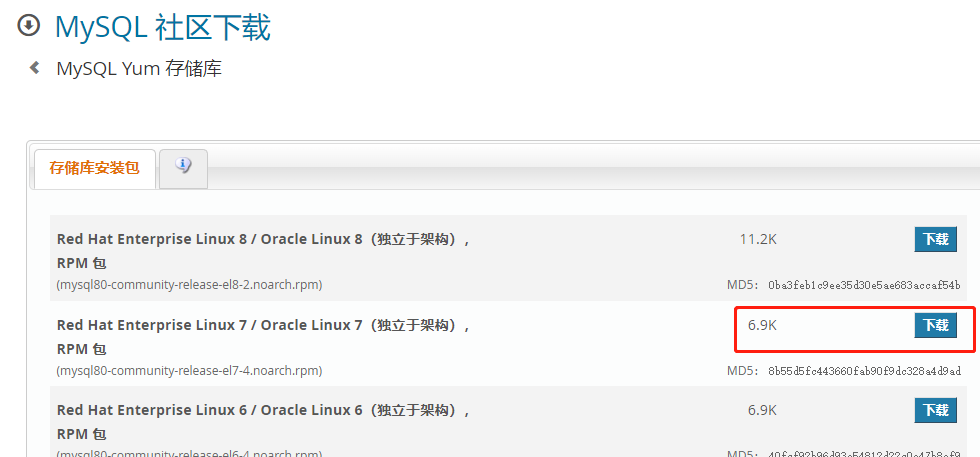 MySQL 社区下载
MySQL Yum 存储库
存储库安装包
Red Hat Enterprise Linux 8 / Oracle Linux 8（独立于架构）, 11.2K 下载
RPM 包
(mysql80-community-release-el8-2.noarch.rpm) MD5: 0ba3feb1c9ee35d30e5ae683accaf54b
Red Hat Enterprise Linux 7 / Oracle Linux 7（独立于架构）, 6.9K 下载
RPM 包
(mysql80-community-release-el7-4.noarch.rpm) MD5: 8b55d5fc443660fab90f9dc328a4d9ad
Red Hat Enterprise Linux 6 / Oracle Linux 6（独立于架构）, 6.9K 下载
RPM 包
(mysql80-community-release-el6-4.noarch.rpm) MD5: